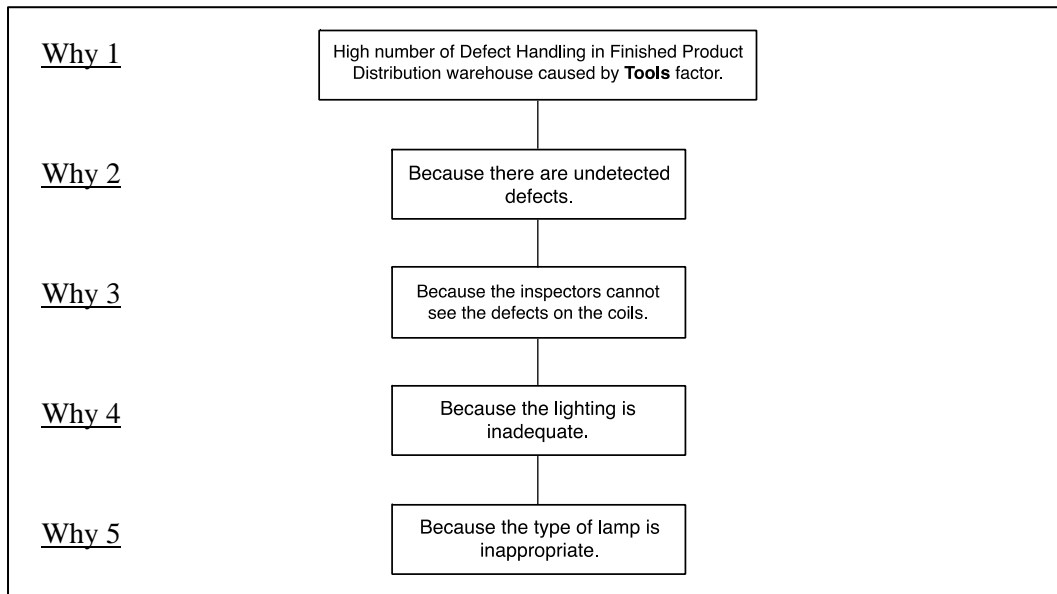 Why 1
High number of Defect Handling in Finished Product
Distribution warehouse caused by Tools factor.
Why 2
Because there are undetected
defects.
Why 3
Because the inspectors cannot
see the defects on the coils.
Why 4
Because the lighting is
inadequate.
Why 5
Because the type of lamp is
inappropriate.